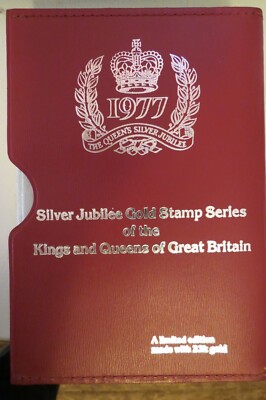 1977
THE QUEEN'S SILVER JUBILEE
Silver Jubilee Gold Stamp Series
of the
Kings and Queens of Great Britain
A limited edition
made with 23k gold